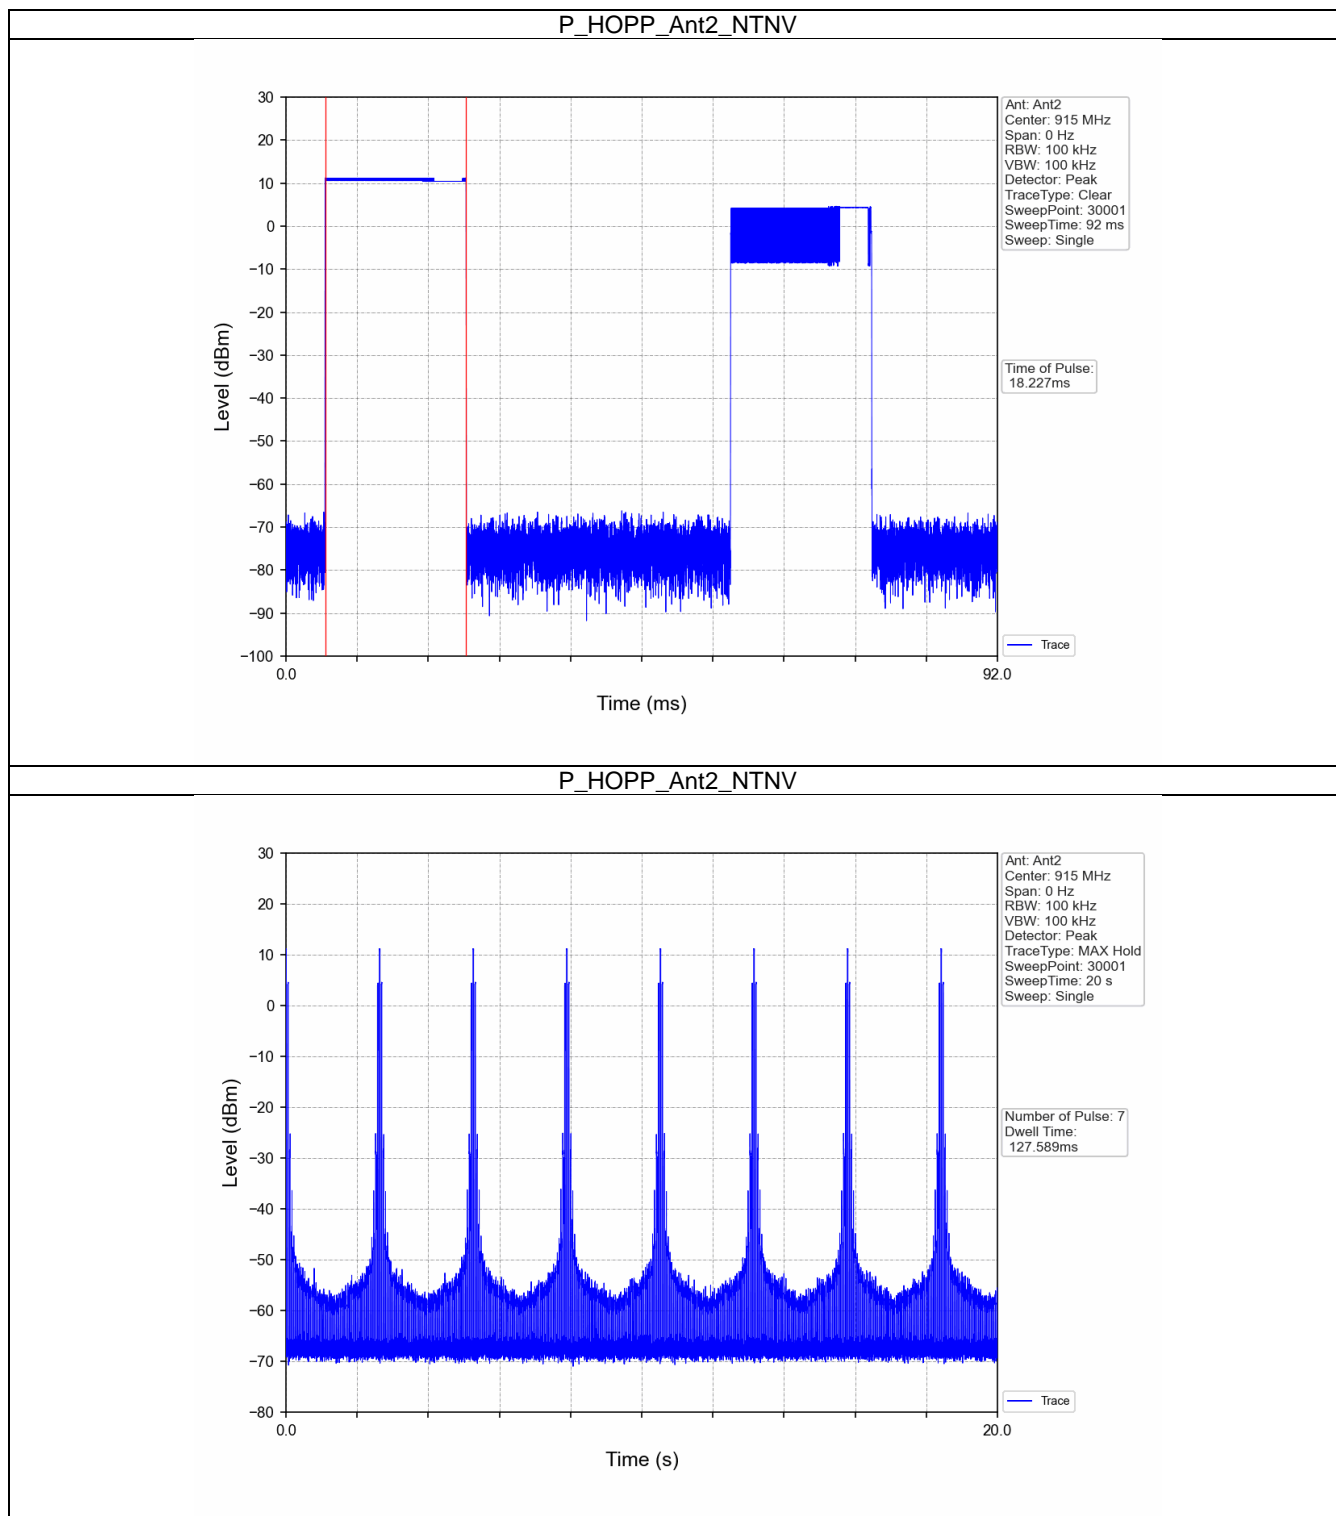 P_HOPP_Ant2_NTNV
30
20
10
0
−10
−20
−30
−40
−50
−60
−70
−80
−90
−100
Level (dBm)
0.0
92.0
Time (ms)
Ant: Ant2
Center: 915 MHz
Span: 0 Hz
RBW: 100 kHz
VBW: 100 kHz
Detector: Peak
TraceType: Clear
SweepPoint: 30001
SweepTime: 92 ms
Sweep: Single
Time of Pulse:
18.227ms
Trace
P_HOPP_Ant2_NTNV
30
20
10
0
−10
−20
−30
−40
−50
−60
−70
−80
Level (dBm)
0.0
20.0
Time (s)
Ant: Ant2
Center: 915 MHz
Span: 0 Hz
RBW: 100 kHz
VBW: 100 kHz
Detector: Peak
TraceType: MAX Hold
SweepPoint: 30001
SweepTime: 20 s
Sweep: Single
Number of Pulse: 7
Dwell Time:
127.589ms
Trace